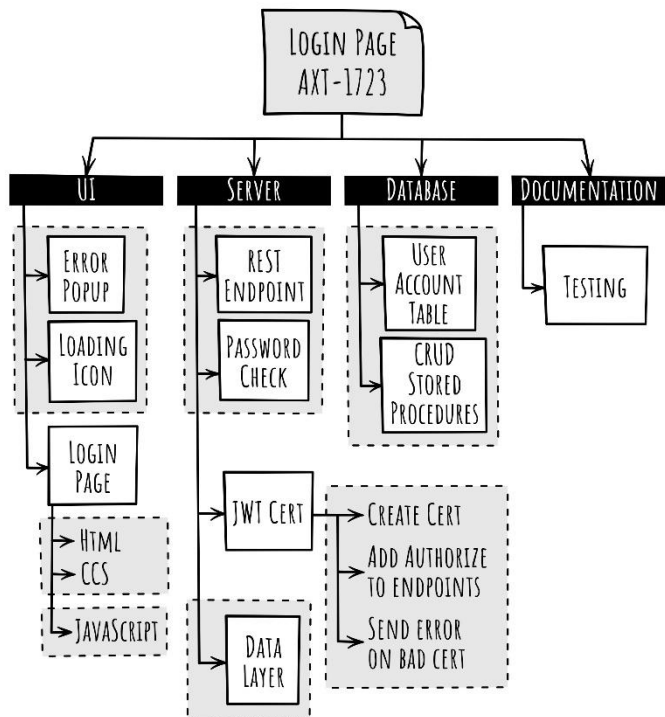 Login Page
AXT-1723
UI
Server
Database
Documentation
Error
Popup
Loading
Icon
Login
Page
Html
CCS
JavaScript
REST
Endpoint
Password
Check
JWT Cert
Create Cert
Add Authorize
to endpoints
Send error
on bad cert
Data
Layer
User
Account
Table
CRUD
Stored
Procedures
Testing